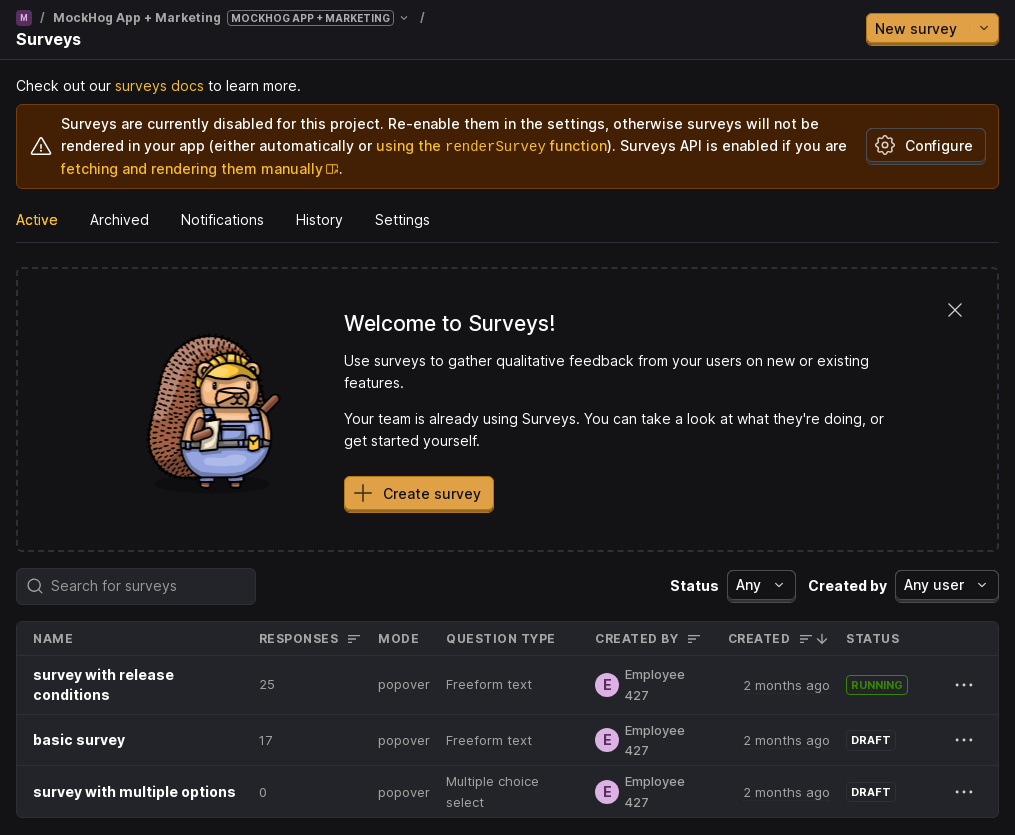 M / MockHog App + Marketing MOCKHOG APP + MARKETING /
Surveys
New survey
Check out our surveys docs to learn more.
Surveys are currently disabled for this project. Re-enable them in the settings, otherwise surveys will not be
rendered in your app (either automatically or using the renderSurvey function). Surveys API is enabled if you are
fetching and rendering them manually.
Configure
Active Archived Notifications History Settings
Welcome to Surveys!
Use surveys to gather qualitative feedback from your users on new or existing
features.
Your team is already using Surveys. You can take a look at what they're doing, or
get started yourself.
Create survey
Search for surveys Status Any Created by Any user
NAME RESPONSES MODE QUESTION TYPE CREATED BY CREATED STATUS
survey with release
conditions
25 popover Freeform text E Employee
427
2 months ago RUNNING
basic survey 17 popover Freeform text E Employee
427
2 months ago DRAFT
survey with multiple options 0 popover Multiple choice
select
E Employee
427
2 months ago DRAFT